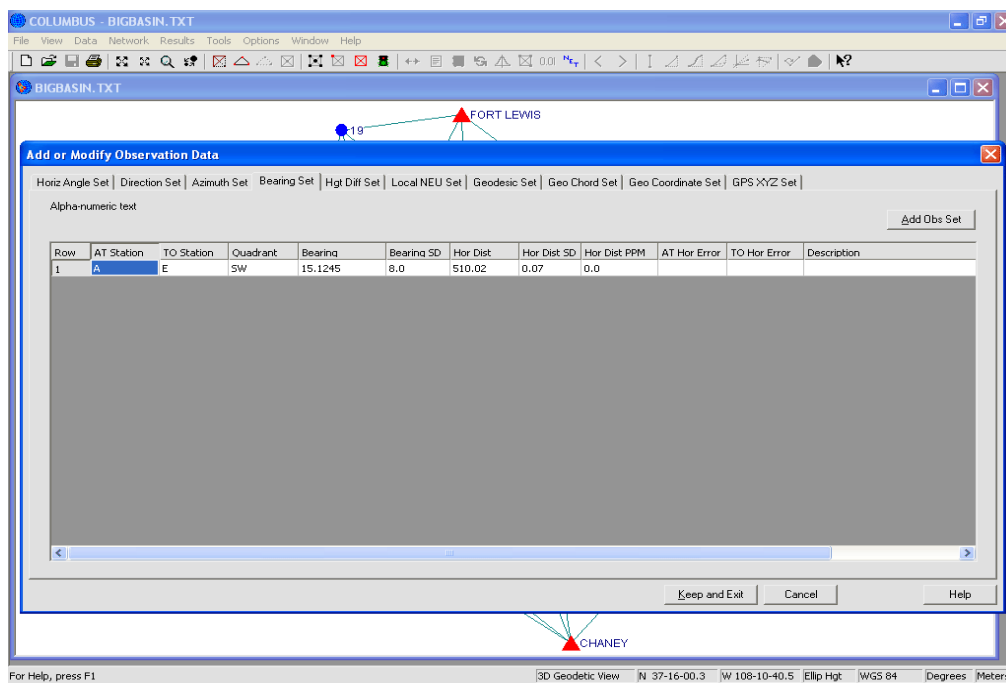 COLUMBUS - BIGBASIN.TXT
File View Data Network Results Tools Options Window Help
0.01 NET
BIGBASIN.TXT
FORT LEWIS
19
Add or Modify Observation Data
Horiz Angle Set Direction Set Azimuth Set Bearing Set Hgt Diff Set Local NEU Set Geodesic Set Geo Chord Set Geo Coordinate Set GPS XYZ Set
Alpha-numeric text
Add Obs Set
Row AT Station TO Station Quadrant Bearing Bearing SD Hor Dist Hor Dist SD Hor Dist PPM AT Hor Error TO Hor Error Description
1 A E SW 15.1245 8.0 510.02 0.07 0.0
Keep and Exit Cancel Help
CHANEY
For Help, press F1 3D Geodetic View N 37-16-00.3 W 108-10-40.5 Ellip Hgt WGS 84 Degrees Meter